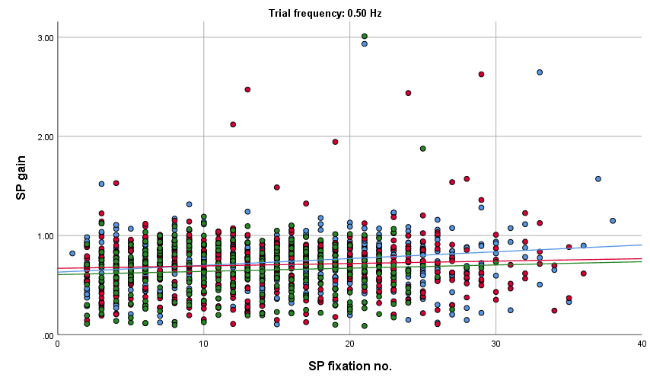 Trial frequency: 0.50 Hz
3.00
2.00
1.00
.00
SP gain
0 10 20 30 40
SP fixation no.